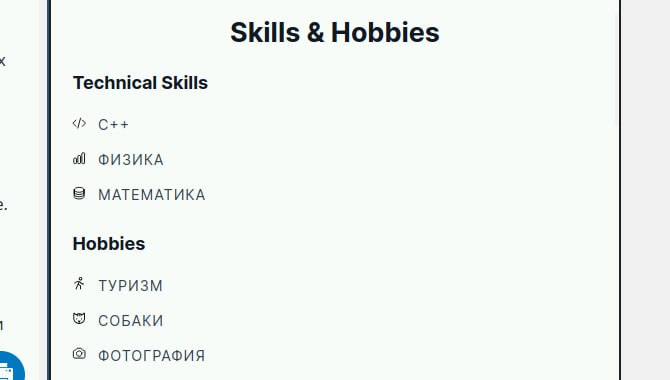 Skills & Hobbies
Technical Skills
C++
ФИЗИКА
МАТЕМАТИКА
Hobbies
ТУРИЗМ
СОБАКИ
ФОТОГРАФИЯ